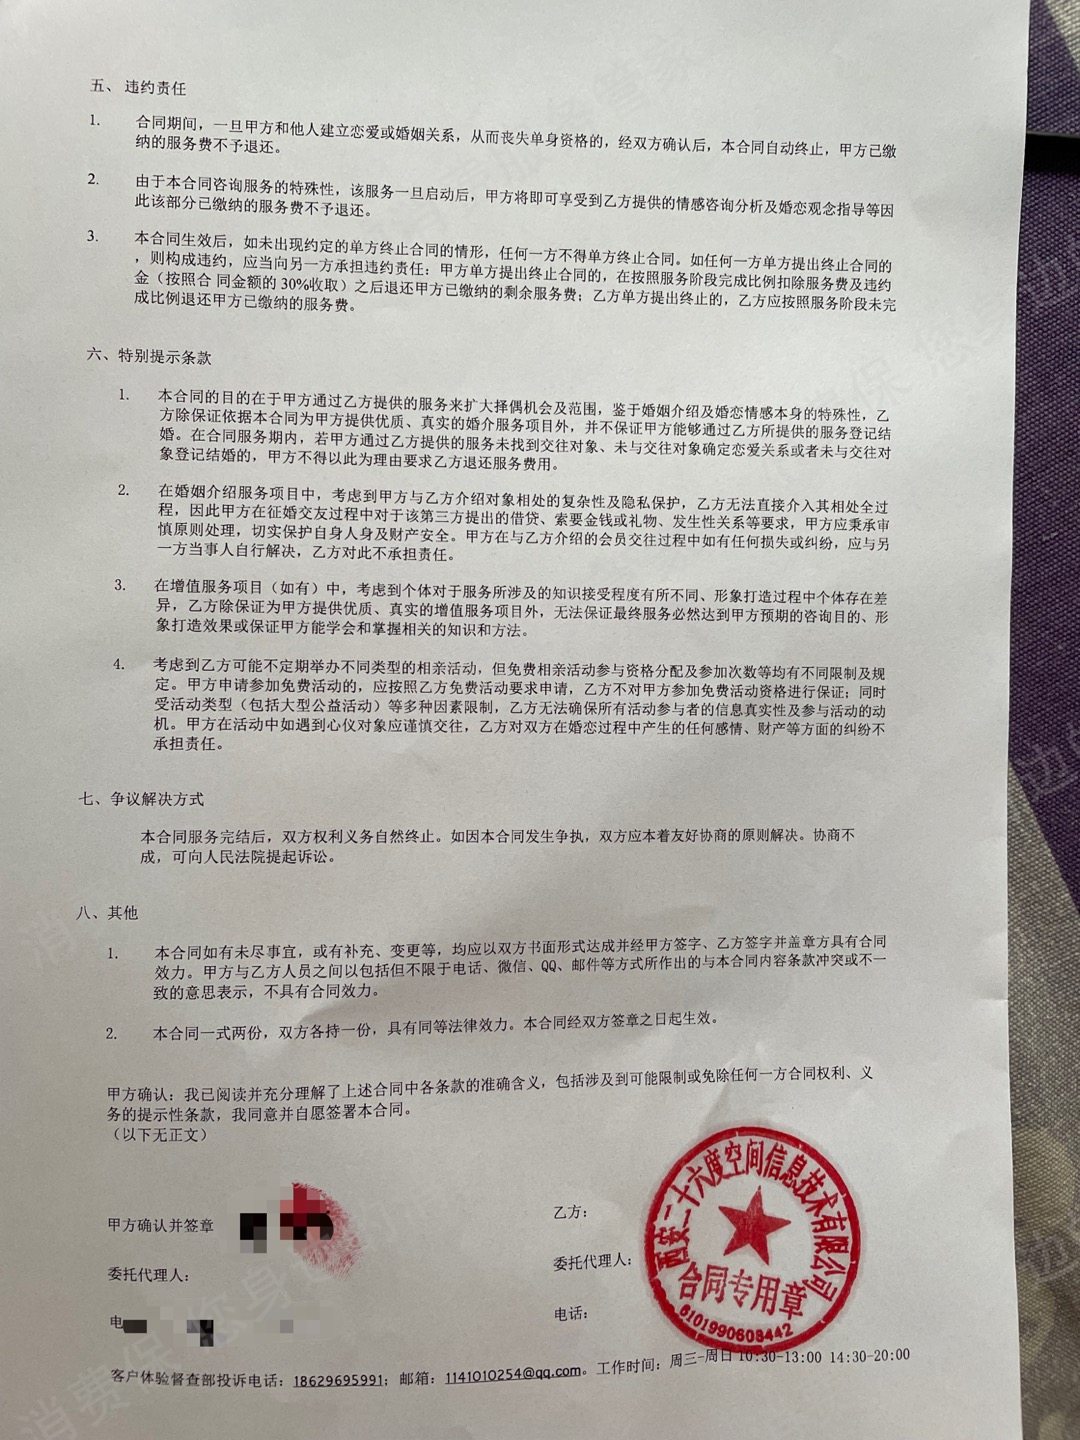 五、 违约责任
1. 合同期间，一旦甲方和他人建立恋爱或婚姻关系，从而丧失单身资格的，经双方确认后，本合同自动终止，甲方已缴
纳的服务费不予退还。
2. 由于本合同咨询服务的特殊性，该服务一旦启动后，甲方将即可享受到乙方提供的情感咨询分析及婚恋观念指导等因
此该部分已缴纳的服务费不予退还。
3. 本合同生效后，如未出现约定的单方终止合同的情形，任何一方不得单方终止合同。如任何一方单方提出终止合同的
，则构成违约，应当向另一方承担违约责任：甲方单方提出终止合同的，在按照服务阶段完成比例扣除服务费及违约
金（按照合 同金额的 30%收取）之后退还甲方已缴纳的剩余服务费；乙方单方提出终止的，乙方应按照服务阶段未完
成比例退还甲方已缴纳的服务费。
六、特别提示条款
1. 本合同的目的在于甲方通过乙方提供的服务来扩大择偶机会及范围，鉴于婚姻介绍及婚恋情感本身的特殊性，乙
方除保证依据本合同为甲方提供优质、真实的婚介服务项目外，并不保证甲方能够通过乙方所提供的服务登记结
婚。在合同服务期内，若甲方通过乙方提供的服务未找到交往对象、未与交往对象确定恋爱关系或者未与交往对
象登记结婚的，甲方不得以此为理由要求乙方退还服务费用。
2. 在婚姻介绍服务项目中，考虑到甲方与乙方介绍对象相处的复杂性及隐私保护，乙方无法直接介入其相处全过
程，因此甲方在征婚交友过程中对于该第三方提出的借贷、索要金钱或礼物、发生性关系等要求，甲方应秉承审
慎原则处理，切实保护自身人身及财产安全。甲方在与乙方介绍的会员交往过程中如有任何损失或纠纷，应与另
一方当事人自行解决，乙方对此不承担责任。
3. 在增值服务项目（如有）中，考虑到个体对于服务所涉及的知识接受程度有所不同、形象打造过程中个体存在差
异，乙方除保证为甲方提供优质、真实的增值服务项目外，无法保证最终服务必然达到甲方预期的咨询目的、形
象打造效果或保证甲方能学会和掌握相关的知识和方法。
4. 考虑到乙方可能不定期举办不同类型的相亲活动，但免费相亲活动参与资格分配及参加次数等均有不同限制及规
定。甲方申请参加免费活动的，应按照乙方免费活动要求申请，乙方不对甲方参加免费活动资格进行保证；同时
受活动类型（包括大型公益活动）等多种因素限制，乙方无法确保所有活动参与者的信息真实性及参与活动的动
机。甲方在活动中如遇到心仪对象应谨慎交往，乙方对双方在婚恋过程中产生的任何感情、财产等方面的纠纷不
承担责任。
七、争议解决方式
本合同服务完结后，双方权利义务自然终止。如因本合同发生争执，双方应本着友好协商的原则解决。协商不
成，可向人民法院提起诉讼。
八、其他
1. 本合同如有未尽事宜，或有补充、变更等，均应以双方书面形式达成并经甲方签字、乙方签字并盖章方具有合同
效力。甲方与乙方人员之间以包括但不限于电话、微信、QQ、邮件等方式所作出的与本合同内容条款冲突或不一
致的意思表示，不具有合同效力。
2. 本合同一式两份，双方各持一份，具有同等法律效力。本合同经双方签章之日起生效。
甲方确认：我已阅读并充分理解了上述合同中各条款的准确含义，包括涉及到可能限制或免除任何一方合同权利、义
务的提示性条款，我同意并自愿签署本合同。
（以下无正文）
甲方确认并签章
乙方：
委托代理人：
委托代理人：
电
电话：
西安二十六度空间信息技术有限公司
合同专用章
6101990608442
客户体验督查部投诉电话：18629695991；邮箱：1141010254@qq.com。工作时间：周三-周日 10:30-13:00 14:30-20:00